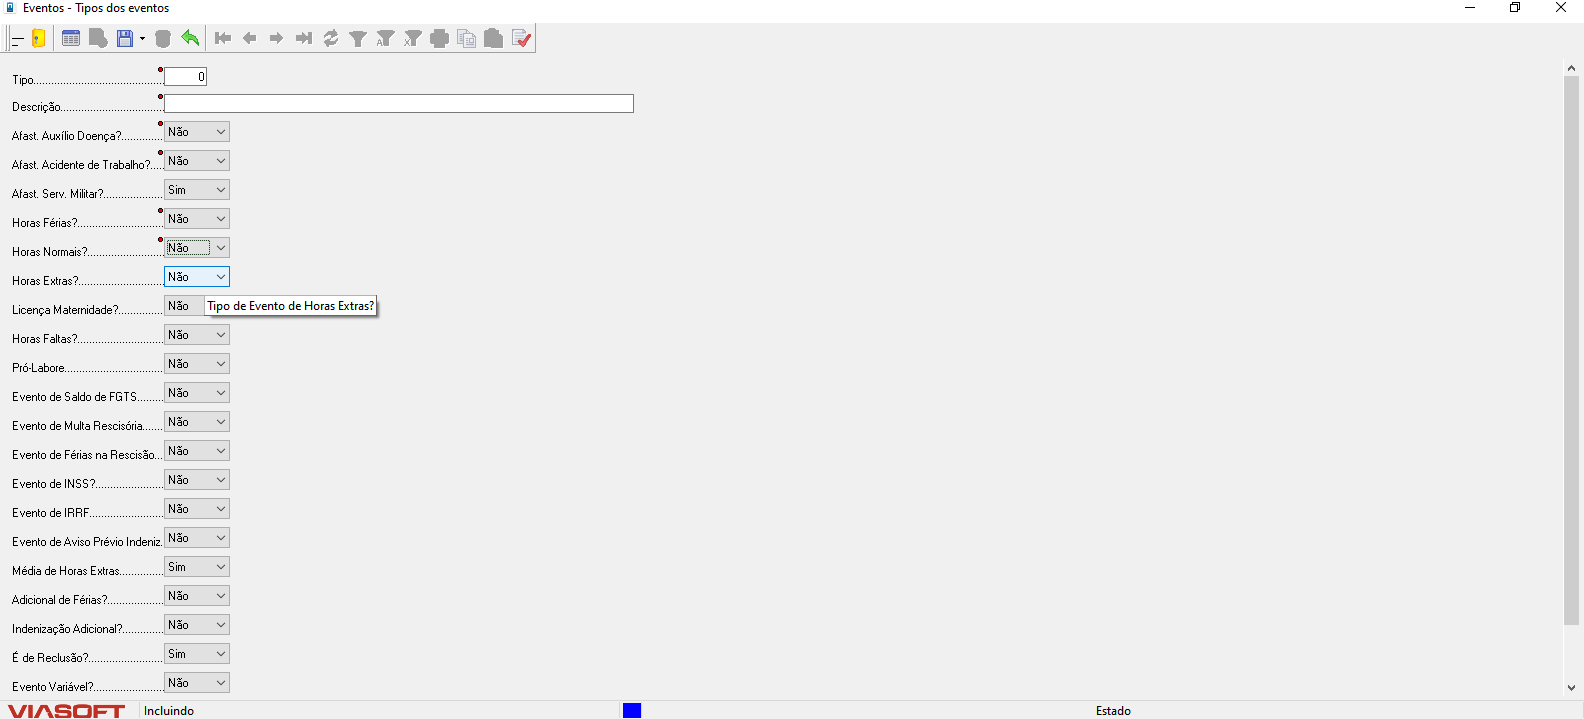 Eventos - Tipos dos eventos
Tipo 0
Descrição
Afast. Auxílio Doença? Não
Afast. Acidente de Trabalho? Não
Afast. Serv. Militar? Sim
Horas Férias? Não
Horas Normais? Não
Horas Extras? Não
Licença Maternidade? Não
Tipo de Evento de Horas Extras?
Horas Faltas? Não
Pró-Labore Não
Evento de Saldo de FGTS Não
Evento de Multa Rescisória Não
Evento de Férias na Rescisão... Não
Evento de INSS? Não
Evento de IRRF Não
Evento de Aviso Prévio Indeniz. Não
Média de Horas Extras Sim
Adicional de Férias? Não
Indenização Adicional? Não
É de Reclusão? Sim
Evento Variável? Não
VIASOFT Incluindo Estado